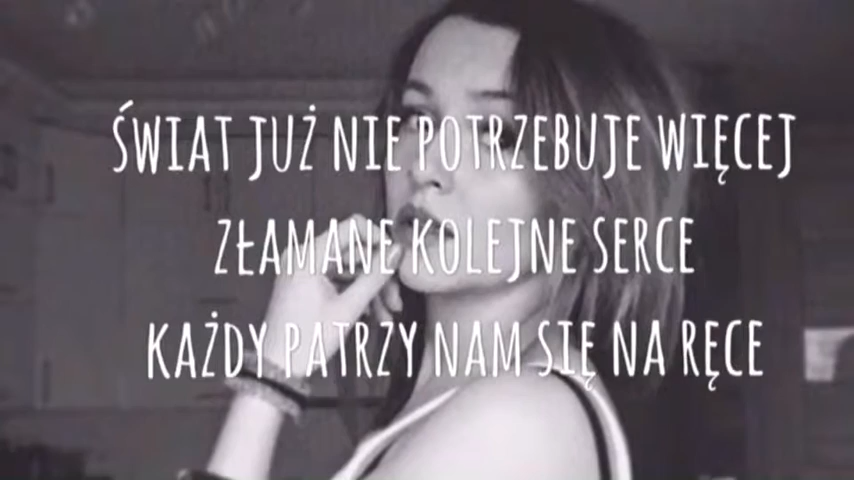 ŚWIAT JUŻ NIE POTRZEBUJE WIĘCEJ
ZŁAMANE KOLEJNE SERCE
KAŻDY PATRZY NAM SIĘ NA RĘCE